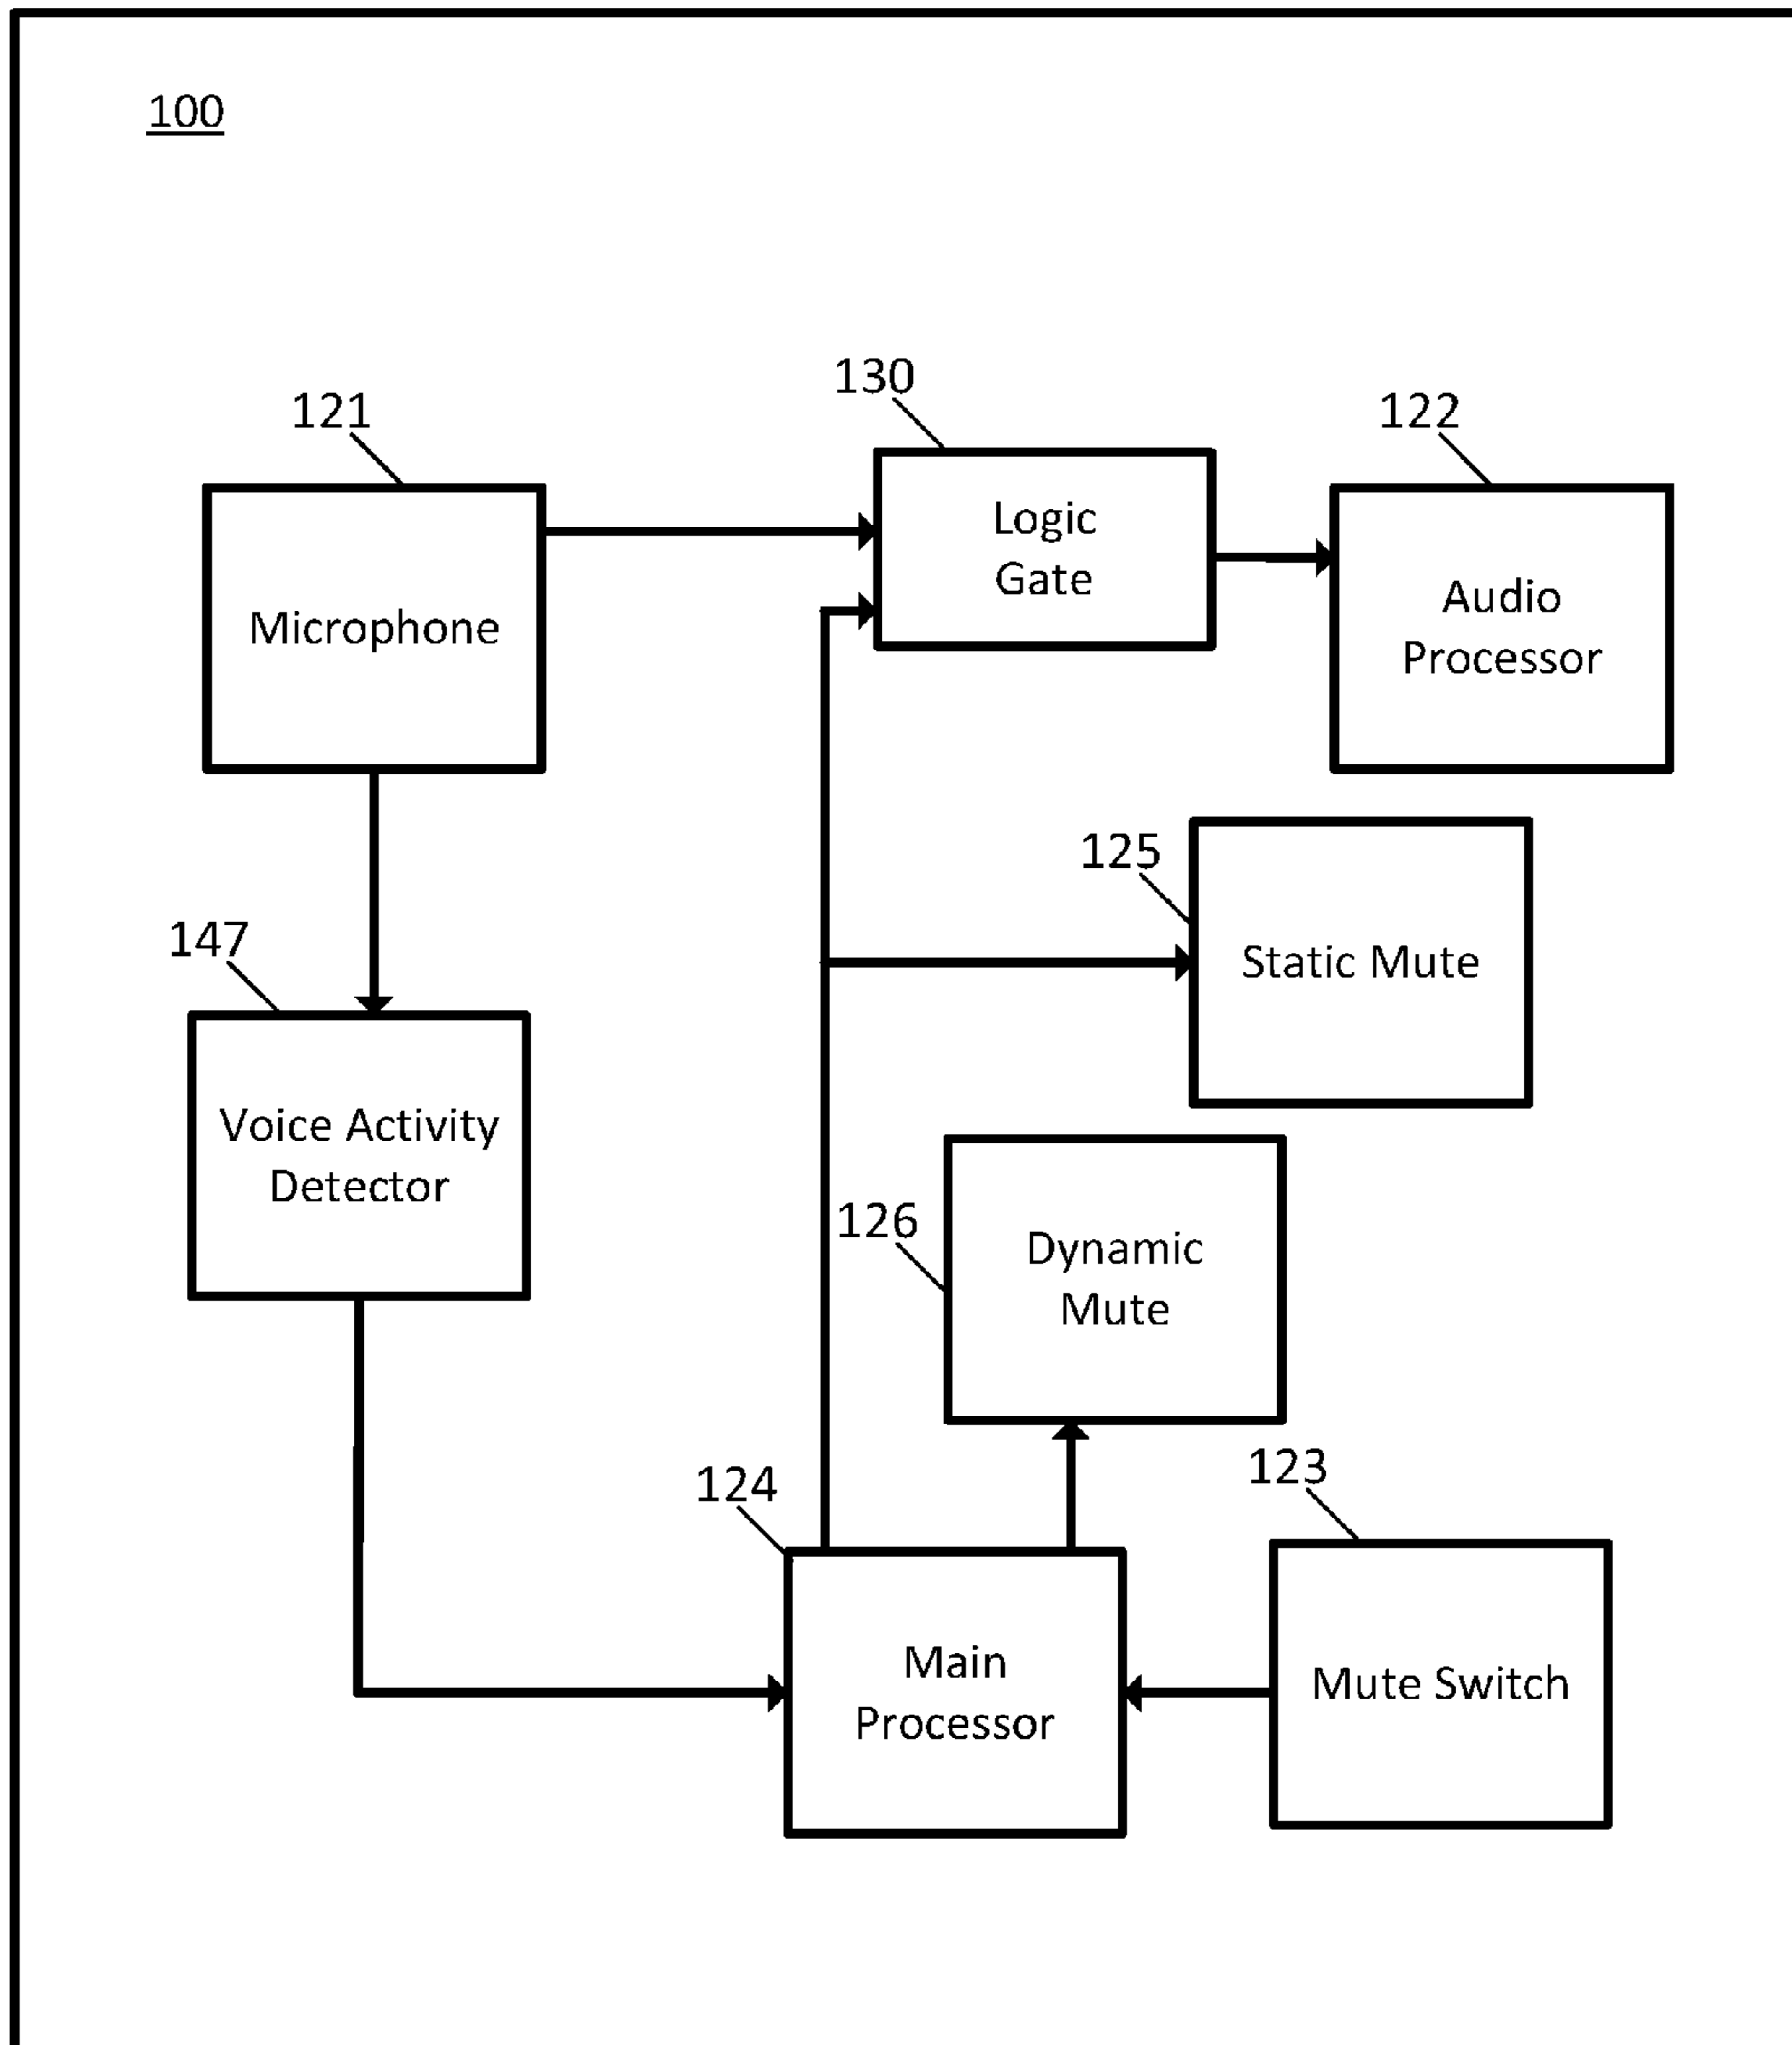 100
130
121
122
Logic
Gate
Microphone
Audio
Processor
125
Static Mute
147
Voice Activity
Detector
126
Dynamic
Mute
124
123
Main
Processor
Mute Switch